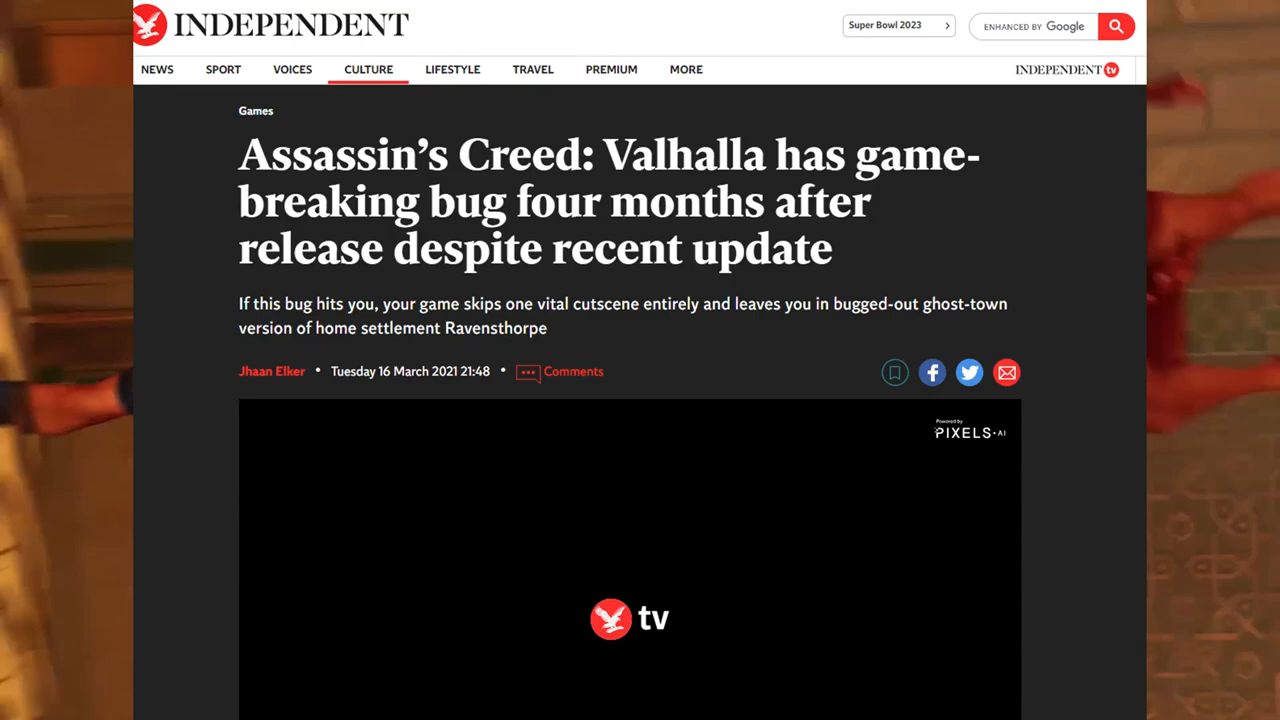 INDEPENDENT
Super Bowl 2023
ENHANCED BY Google
NEWS SPORT VOICES CULTURE LIFESTYLE TRAVEL PREMIUM MORE INDEPENDENT tv
Games
Assassin’s Creed: Valhalla has game-
breaking bug four months after
release despite recent update
If this bug hits you, your game skips one vital cutscene entirely and leaves you in bugged-out ghost-town
version of home settlement Ravensthorpe
Jhaan Elker • Tuesday 16 March 2021 21:48 • Comments
Powered by
PIXELS·AI
tv